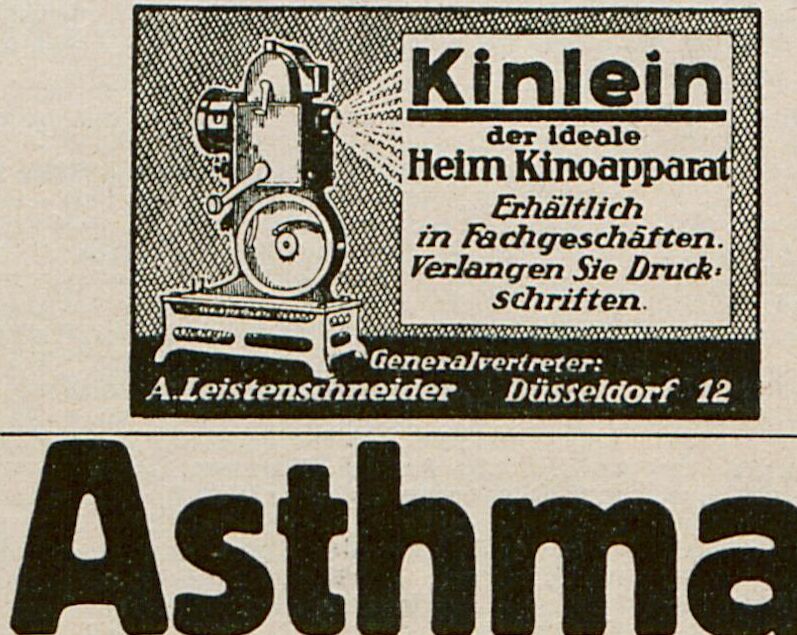 Kinlein
der ideale
Heim Kinoapparat
Erhältlich
in Fachgeschäften.
Verlangen Sie Druck-
schriften.
Generalvertreter:
A. Leistenschneider Düsseldorf 12
Asthma